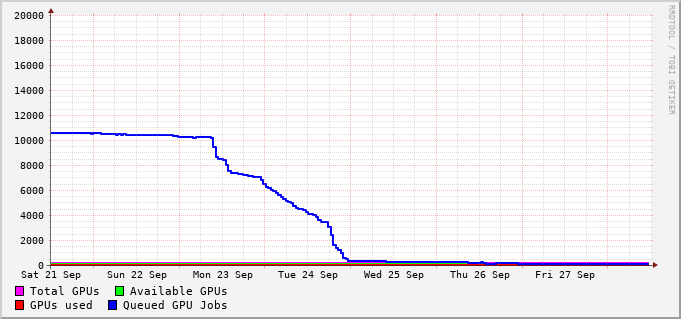 RRDTOOL / TOBI OETIKER
20000
18000
16000
14000
12000
10000
8000
6000
4000
2000
0
Sat 21 Sep Sun 22 Sep Mon 23 Sep Tue 24 Sep Wed 25 Sep Thu 26 Sep Fri 27 Sep
Total GPUs Available GPUs
GPUs used Queued GPU Jobs